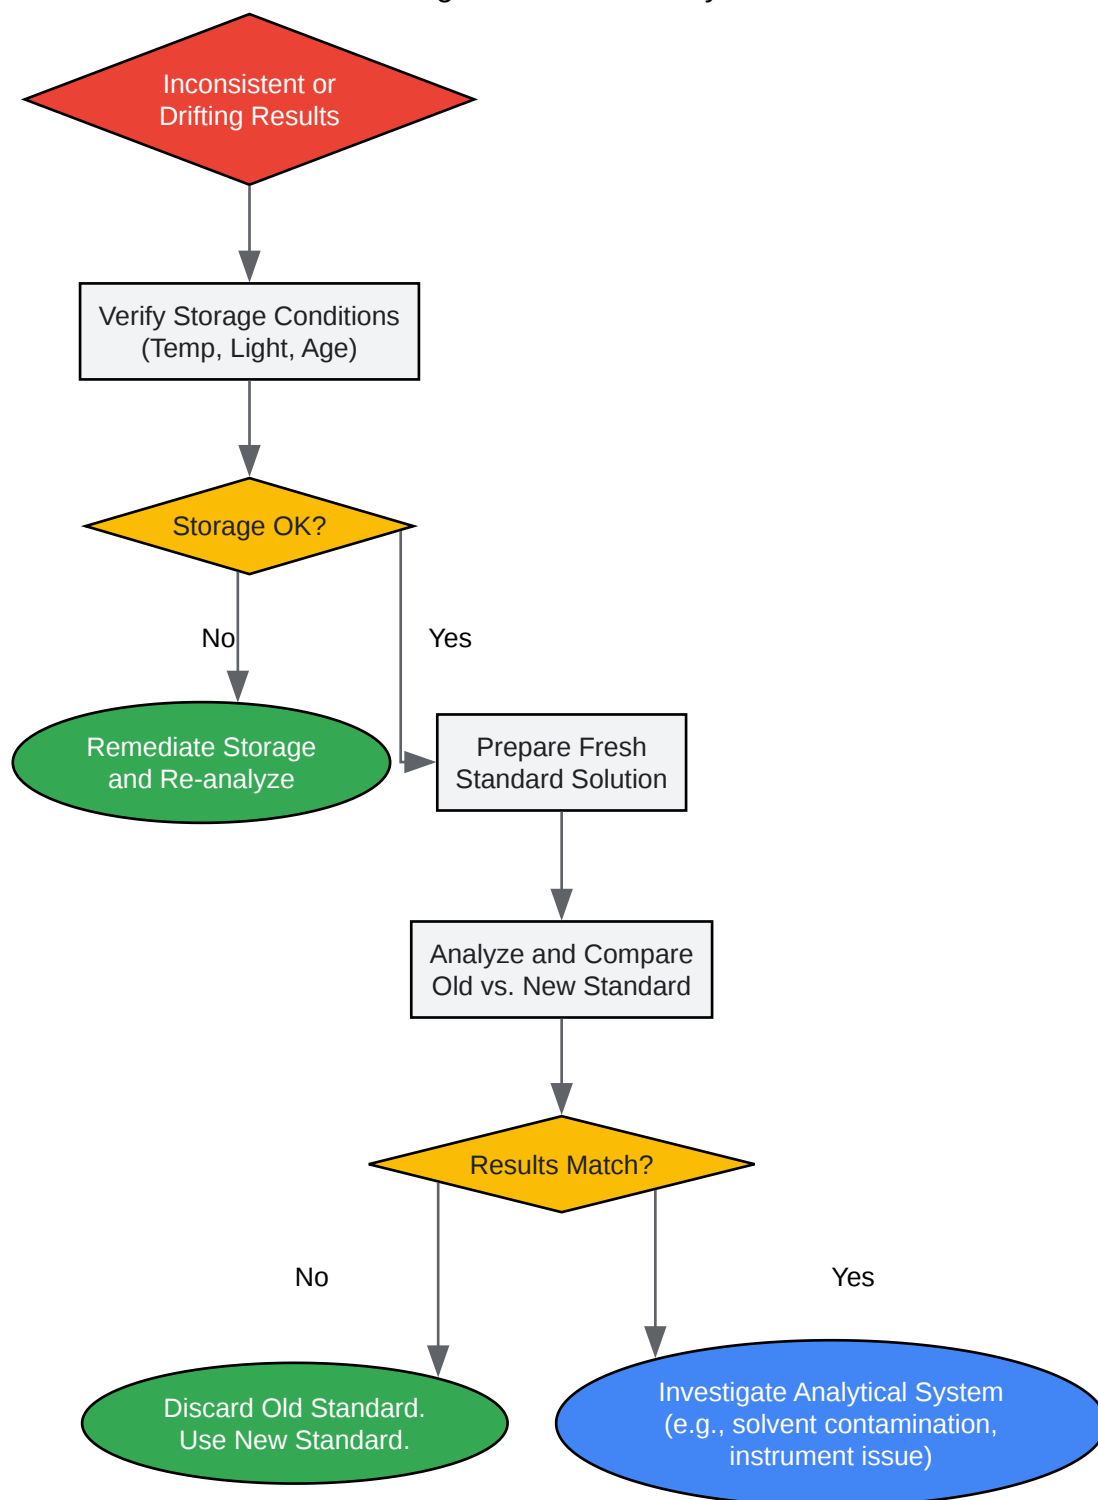 Inconsistent or
Drifting Results
Verify Storage Conditions
(Temp, Light, Age)
Storage OK?
No
Yes
Remediate Storage
and Re-analyze
Prepare Fresh
Standard Solution
Analyze and Compare
Old vs. New Standard
Results Match?
No
Yes
Discard Old Standard.
Use New Standard.
Investigate Analytical System
(e.g., solvent contamination,
instrument issue)